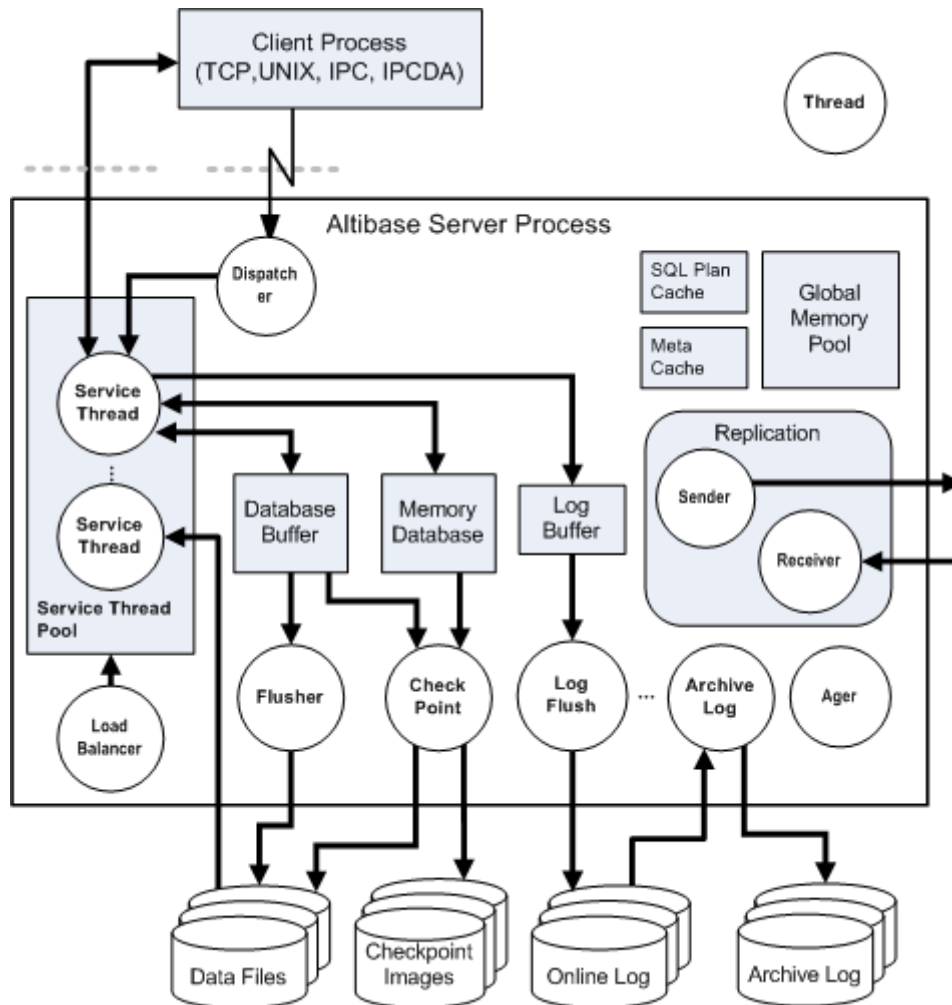 Client Process
(TCP,UNIX, IPC, IPCDA)
Thread
Altibase Server Process
Dispatch
er
SQL Plan
Cache
Global
Memory
Pool
Meta
Cache
Service
Thread
Replication
Sender
Database
Buffer
Memory
Database
Log
Buffer
Service
Thread
Receiver
Service Thread
Pool
Flusher
Check
Point
Log
Flush
...
Archive
Log
Ager
Load
Balancer
Data Files
Checkpoint
Images
Online Log
Archive Log